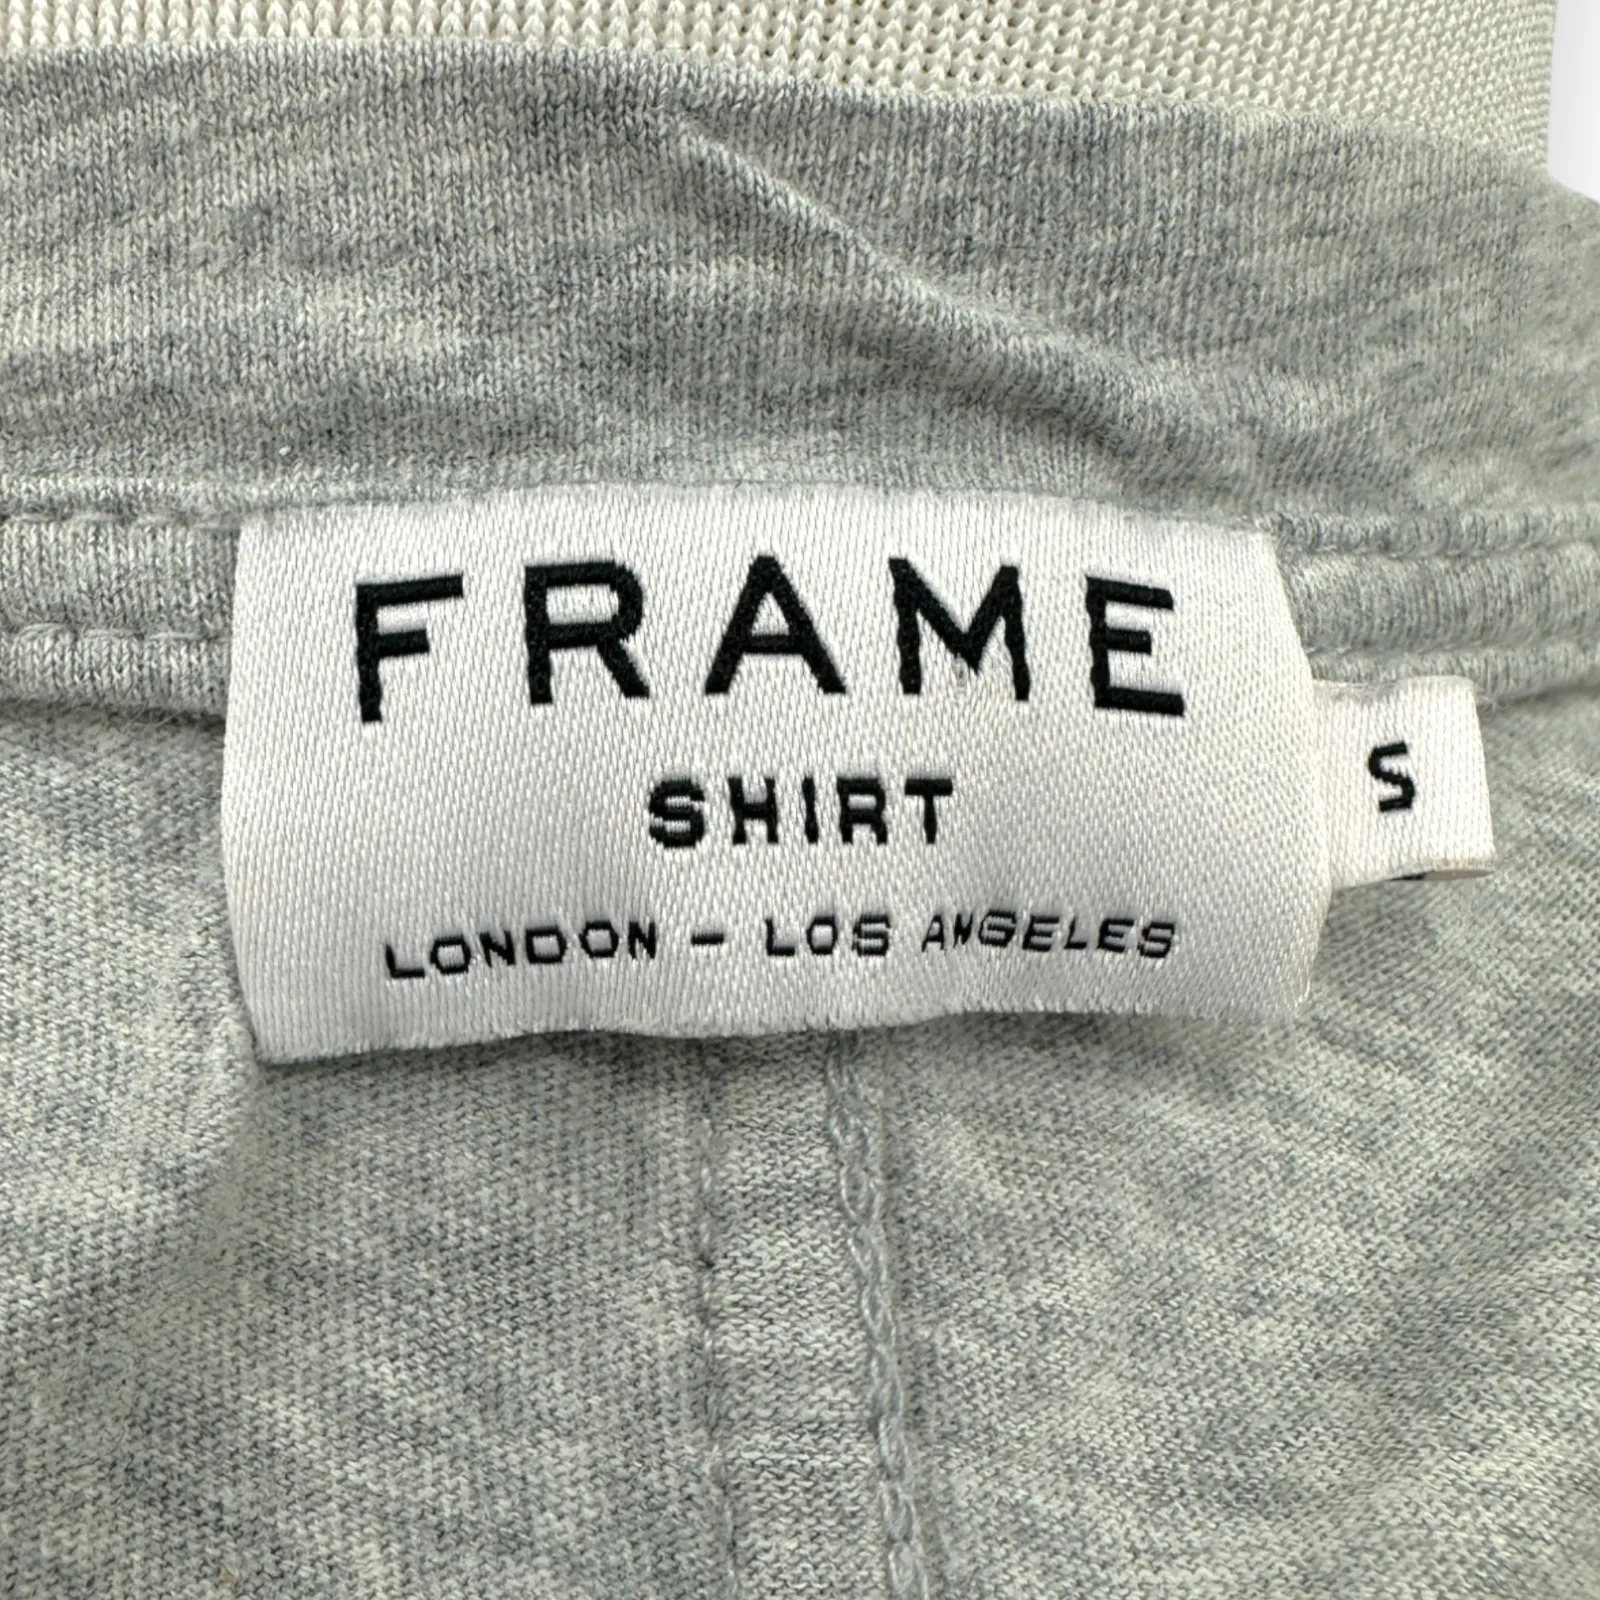 FRAME
SHIRT
LONDON - LOS ANGELES
S